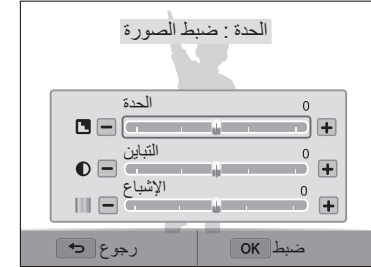 الحدة : ضبط الصورة
الحدة 0
التباين 0
الإشباع 0
رجوع
OK ضبط